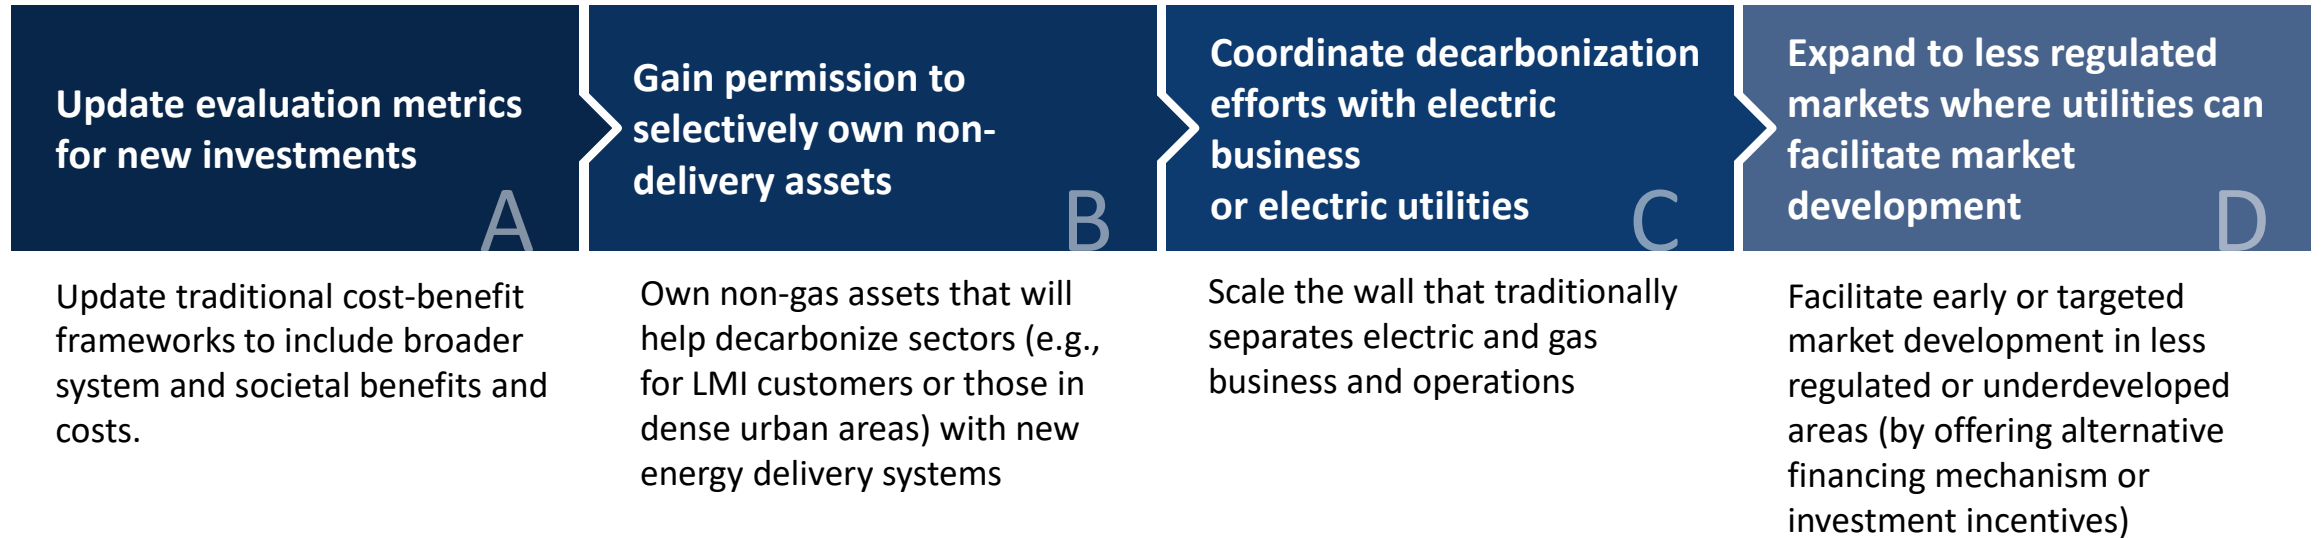 Update evaluation metrics
for new investments
A
Gain permission to
selectively own non-
delivery assets
B
Coordinate decarbonization
efforts with electric
business
or electric utilities
C
Expand to less regulated
markets where utilities can
facilitate market
development
D
Update traditional cost-benefit
frameworks to include broader
system and societal benefits and
costs.
Own non-gas assets that will
help decarbonize sectors (e.g.,
for LMI customers or those in
dense urban areas) with new
energy delivery systems
Scale the wall that traditionally
separates electric and gas
business and operations
Facilitate early or targeted
market development in less
regulated or underdeveloped
areas (by offering alternative
financing mechanism or
investment incentives)